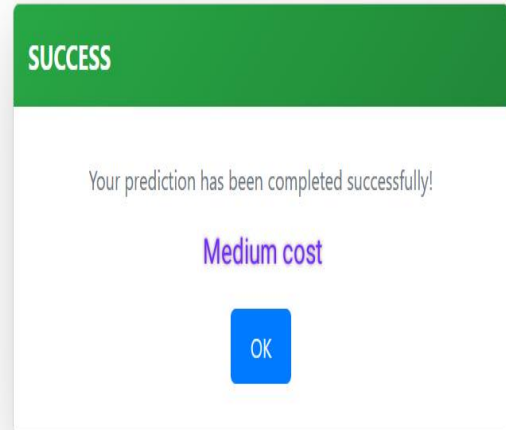 SUCCESS
Your prediction has been completed successfully!
Medium cost
OK